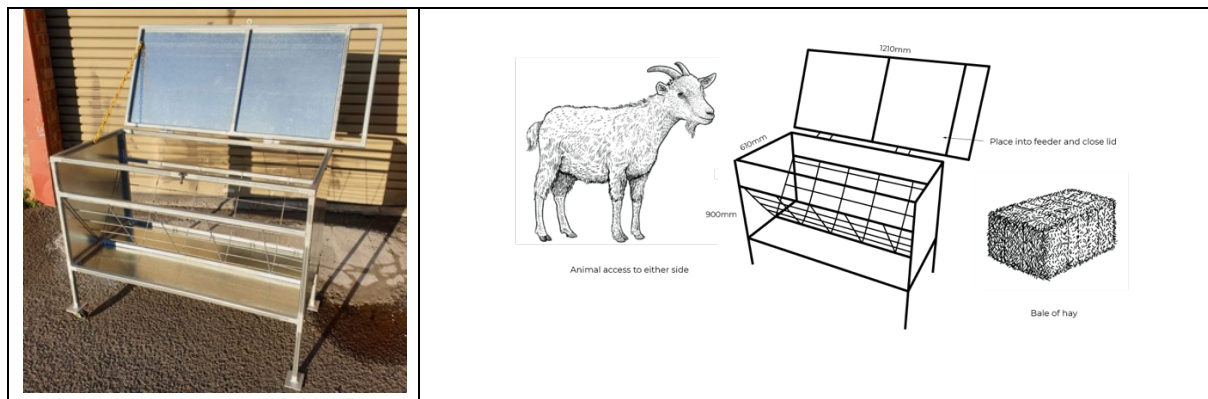 1210mm
610mm
Place into feeder and close lid
900mm
Animal access to either side
Bale of hay